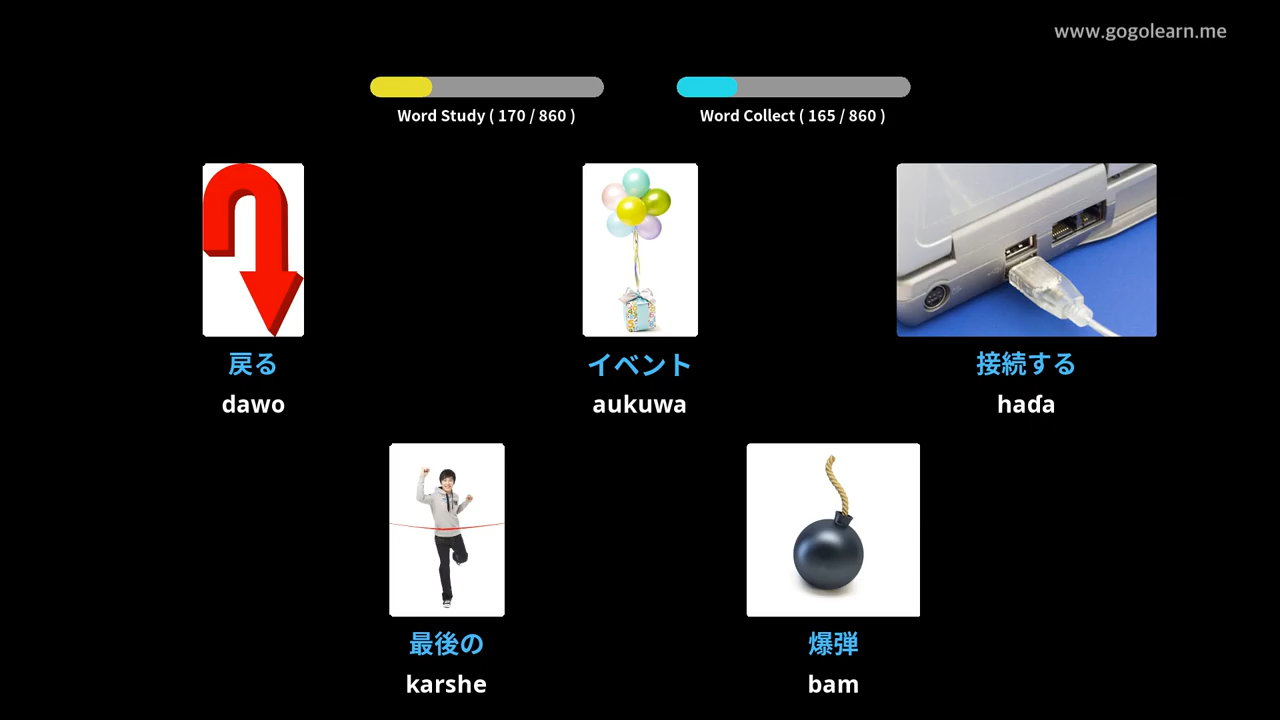 www.gogolearn.me
Word Study ( 170 / 860 )
Word Collect ( 165 / 860 )
戻る
dawo
イベント
aukuwa
接続する
haɗa
最後の
karshe
爆弾
bam